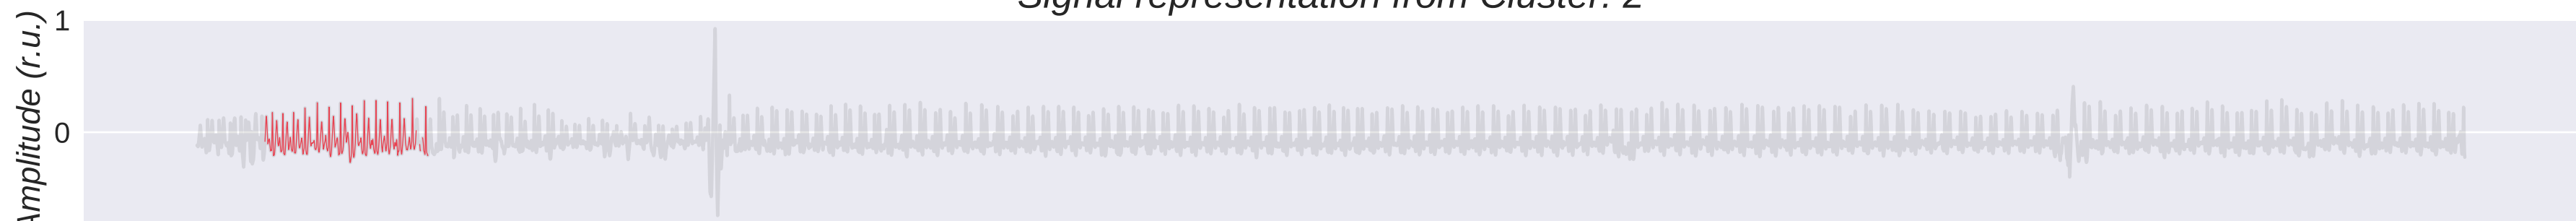 Signal representation from Cluster: 2
Amplitude (r.u.)
1
0